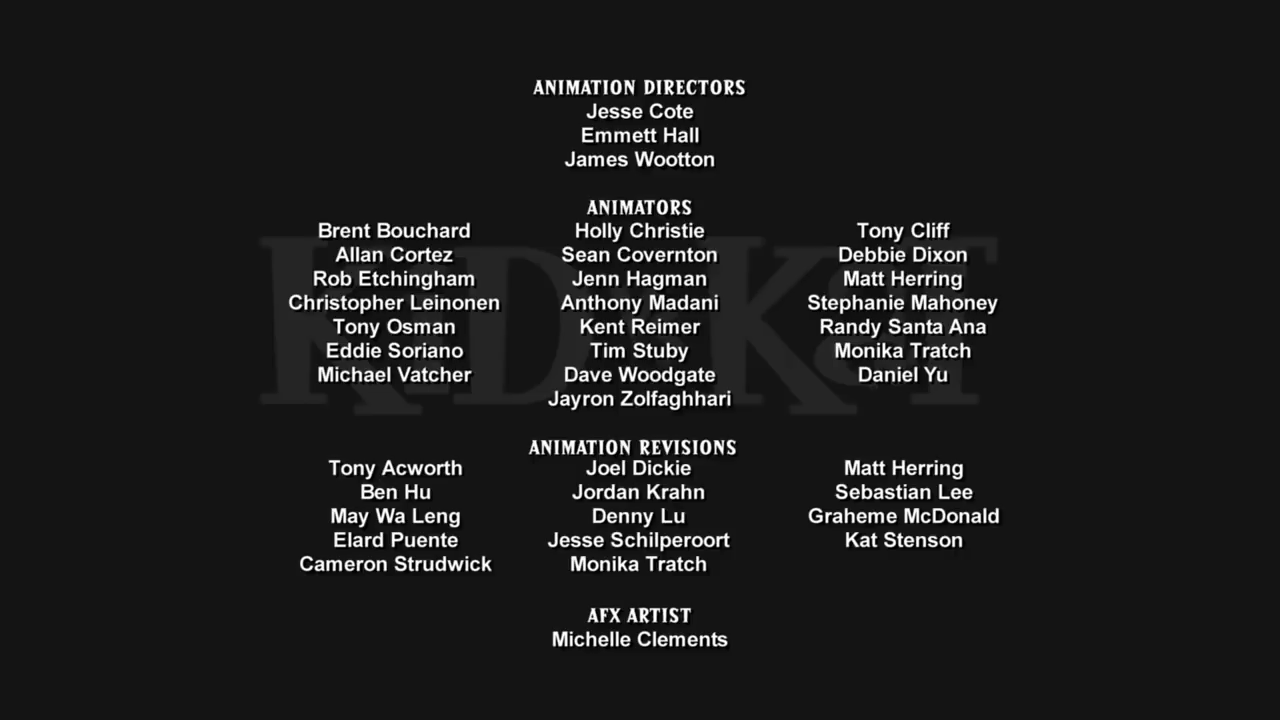 ANIMATION DIRECTORS
Jesse Cote
Emmett Hall
James Wootton
ANIMATORS
Brent Bouchard Holly Christie Tony Cliff
Allan Cortez Sean Covernton Debbie Dixon
Rob Etchingham Jenn Hagman Matt Herring
Christopher Leinonen Anthony Madani Stephanie Mahoney
Tony Osman Kent Reimer Randy Santa Ana
Eddie Soriano Tim Stuby Monika Tratch
Michael Vatcher Dave Woodgate Daniel Yu
Jayron Zolfaghhari
KID VS KAT
ANIMATION REVISIONS
Tony Acworth Joel Dickie Matt Herring
Ben Hu Jordan Krahn Sebastian Lee
May Wa Leng Denny Lu Grahame McDonald
Elard Puente Jesse Schilperoort Kat Stenson
Cameron Strudwick Monika Tratch
AFX ARTIST
Michelle Clements